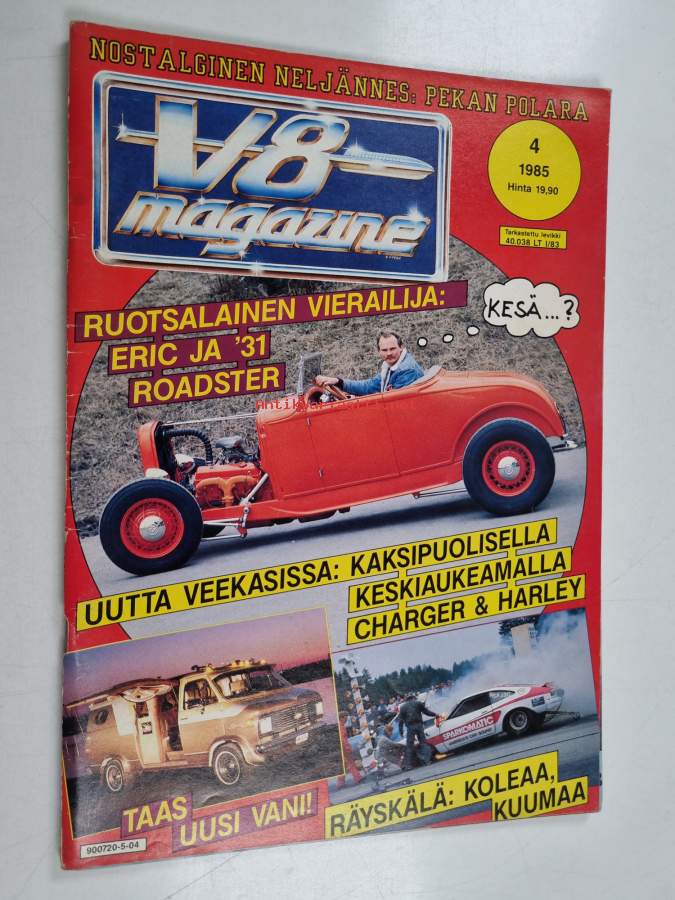 NOSTALGINEN NELJÄNNES: PEKAN POLARA
V8
magazine
4
1985
Hinta 19,90
Tarkastettu levikki
40.038 LT I/83
RUOTSALAINEN VIERAILIJA:
ERIC JA '31
ROADSTER
KESÄ...?
UUTTA VEEKASISSA: KAKSIPUOLISELLA
KESKIAUKEAMALLA
CHARGER & HARLEY
SPARKOMATIC
TAAS
UUSI VANI!
RÄYSKÄLÄ: KOLEAA,
KUUMAA
900720-5-04